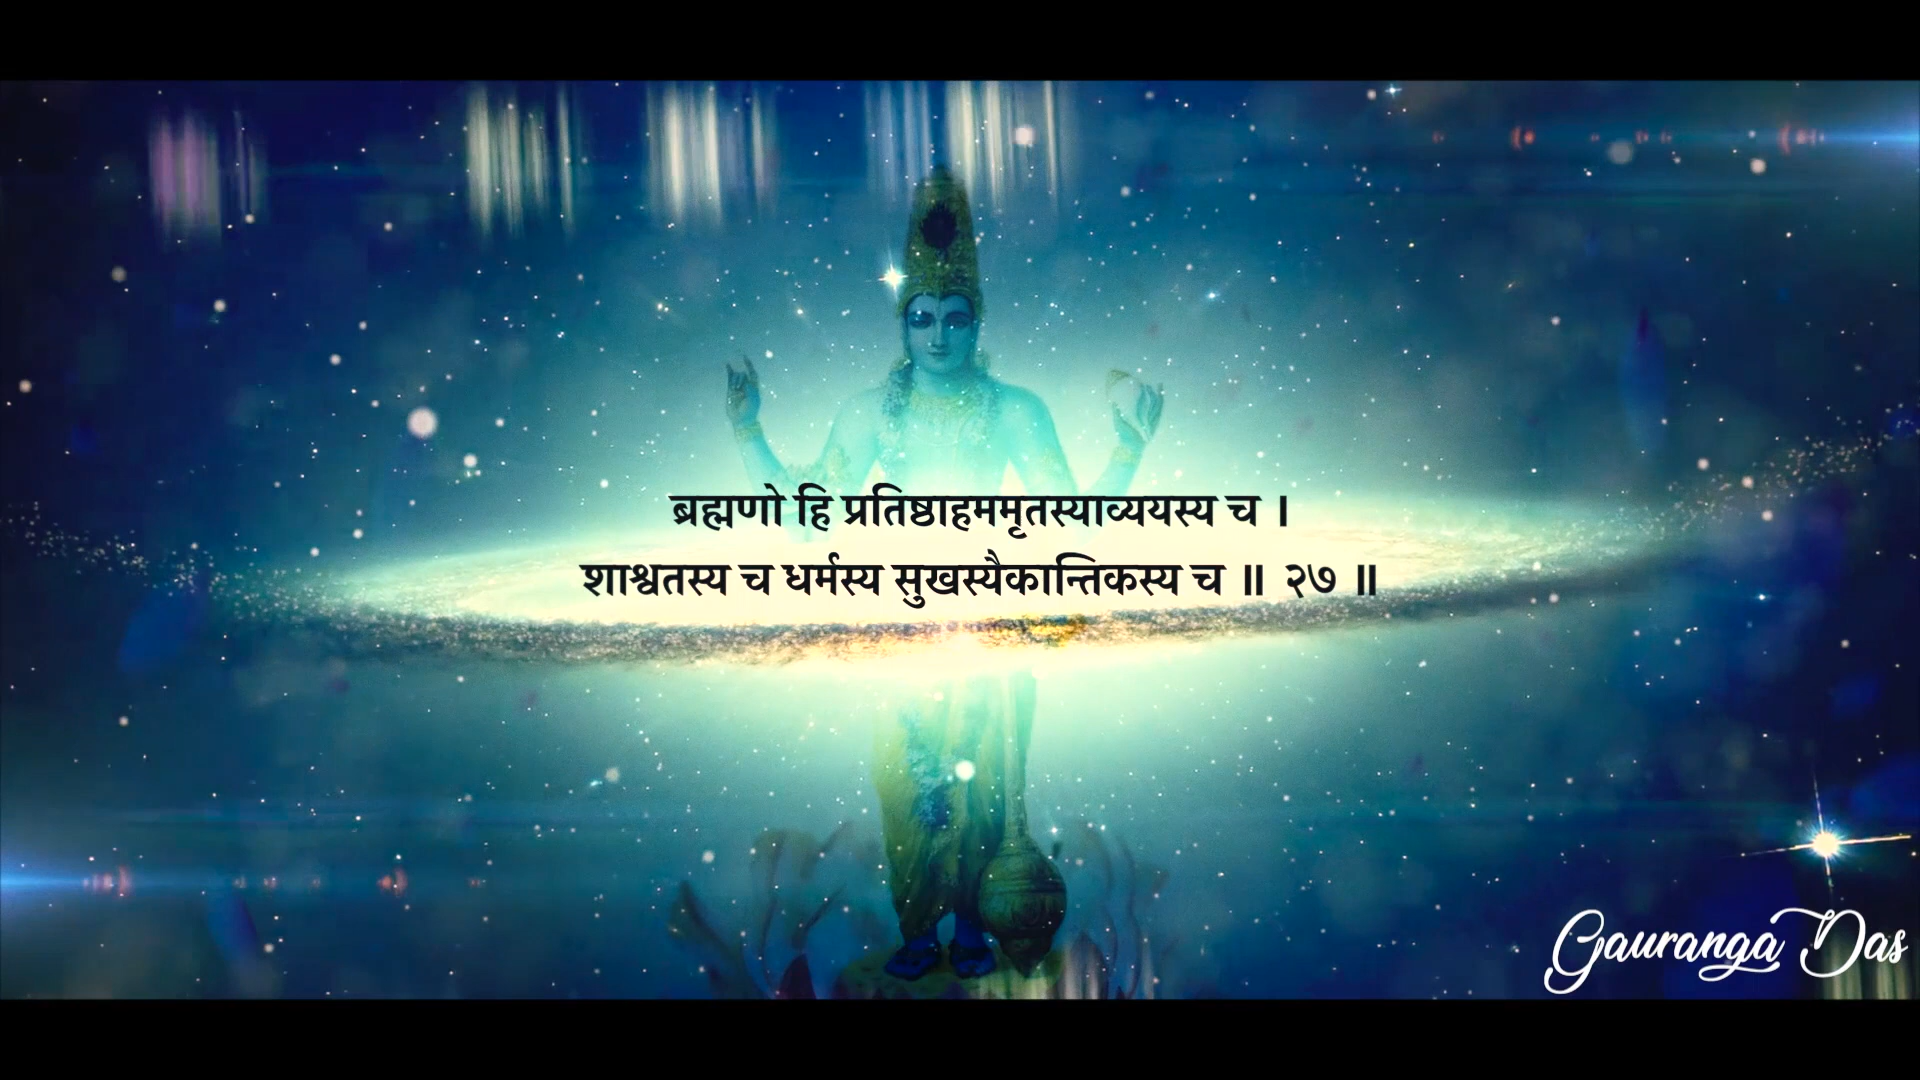 ब्रह्मणो हि प्रतिष्ठाहममृतस्याव्ययस्य च ।
शाश्वतस्य च धर्मस्य सुखस्यैकान्तिकस्य च ॥ २७ ॥
Gauranga Das